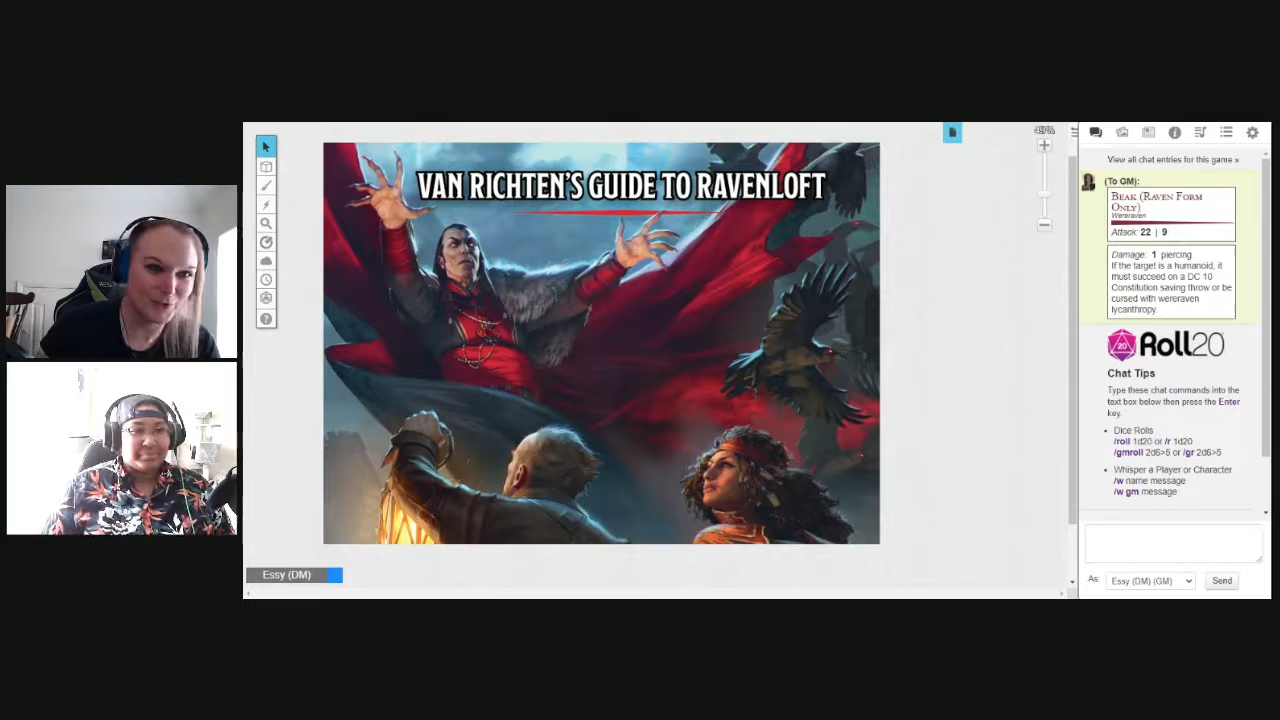 VAN RICHTEN'S GUIDE TO RAVENLOFT
Essy (DM)
View all chat entries for this game »
(To GM):
BEAK (RAVEN FORM
ONLY)
Wereraven
Attack: 22 | 9
Damage: 1 piercing
If the target is a humanoid, it
must succeed on a DC 10
Constitution saving throw or be
cursed with wereraven
lycanthropy.
20
Roll20
Chat Tips
Type these chat commands into the
text box below then press the Enter
key.
• Dice Rolls
/roll 1d20 or /r 1d20
/gmroll 2d6>5 or /gr 2d6>5
• Whisper a Player or Character
/w name message
/w gm message
As:
Essy (DM) (GM)
Send